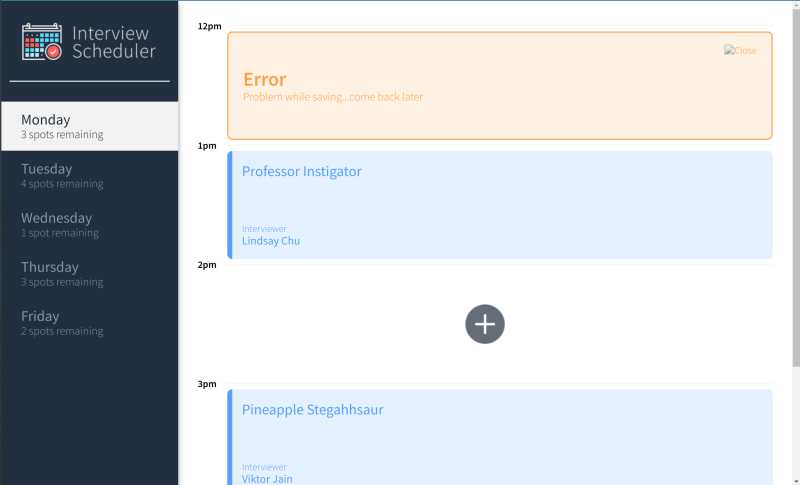 Interview
Scheduler
Monday
3 spots remaining
Tuesday
4 spots remaining
Wednesday
1 spot remaining
Thursday
3 spots remaining
Friday
2 spots remaining
12pm
Close
Error
Problem while saving...come back later
1pm
Professor Instigator
Interviewer
Lindsay Chu
2pm
3pm
Pineapple Stegahhsaur
Interviewer
Viktor Jain